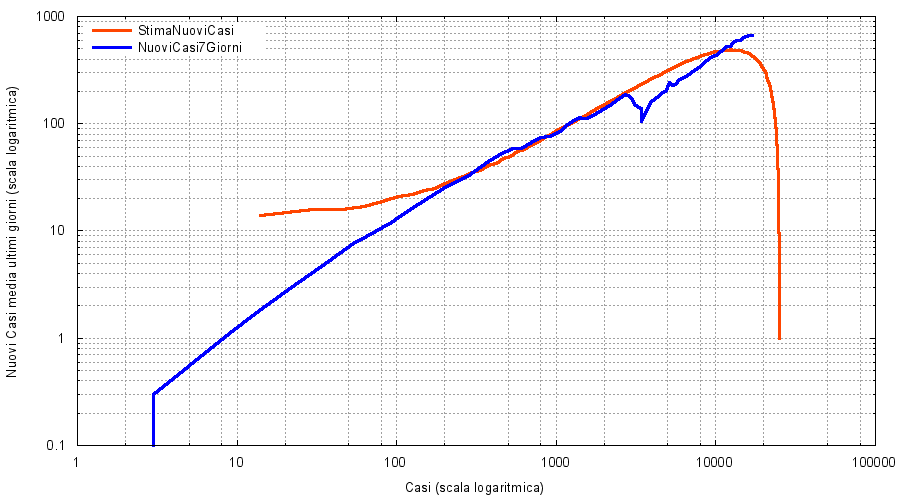 1000
100
10
1
0.1
StimaNuoviCasi
NuoviCasi7Giorni
Nuovi Casi media ultimi giorni (scala logaritmica)
1 10 100 1000 10000 100000
Casi (scala logaritmica)